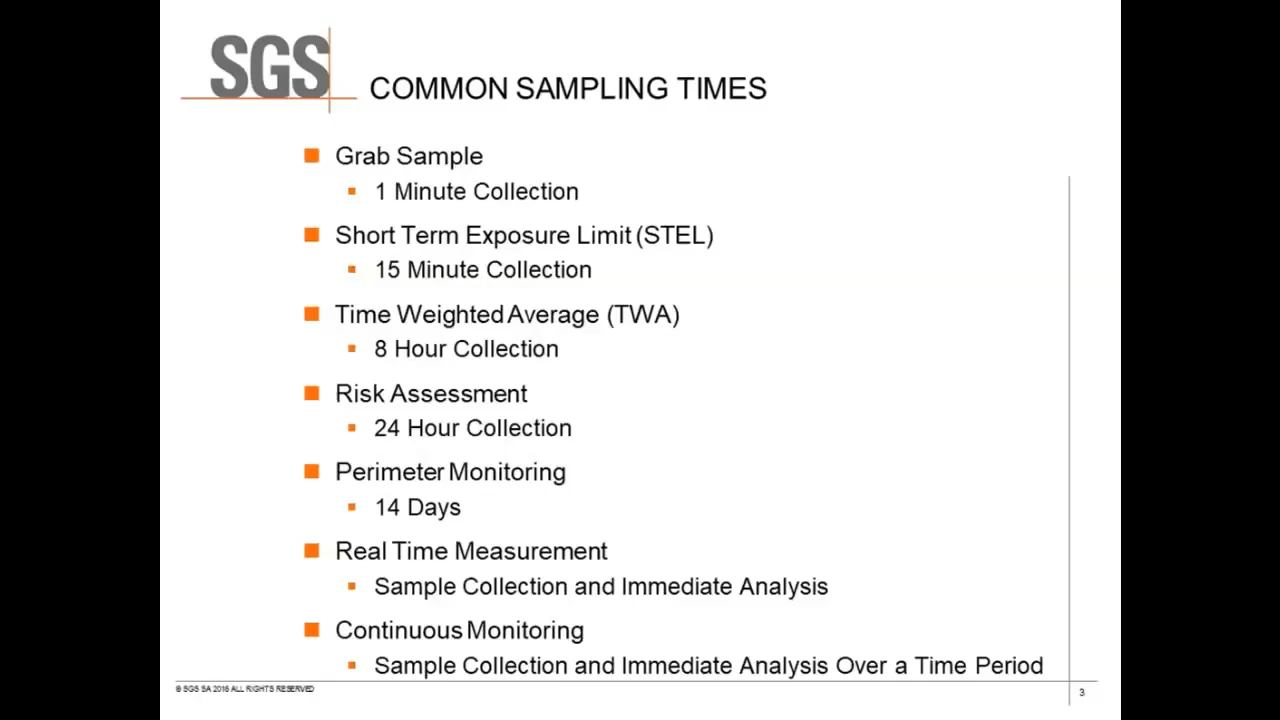 SGS
COMMON SAMPLING TIMES
Grab Sample
1 Minute Collection
Short Term Exposure Limit (STEL)
15 Minute Collection
Time Weighted Average (TWA)
8 Hour Collection
Risk Assessment
24 Hour Collection
Perimeter Monitoring
14 Days
Real Time Measurement
Sample Collection and Immediate Analysis
Continuous Monitoring
Sample Collection and Immediate Analysis Over a Time Period
© SGS SA 2016 ALL RIGHTS RESERVED
3